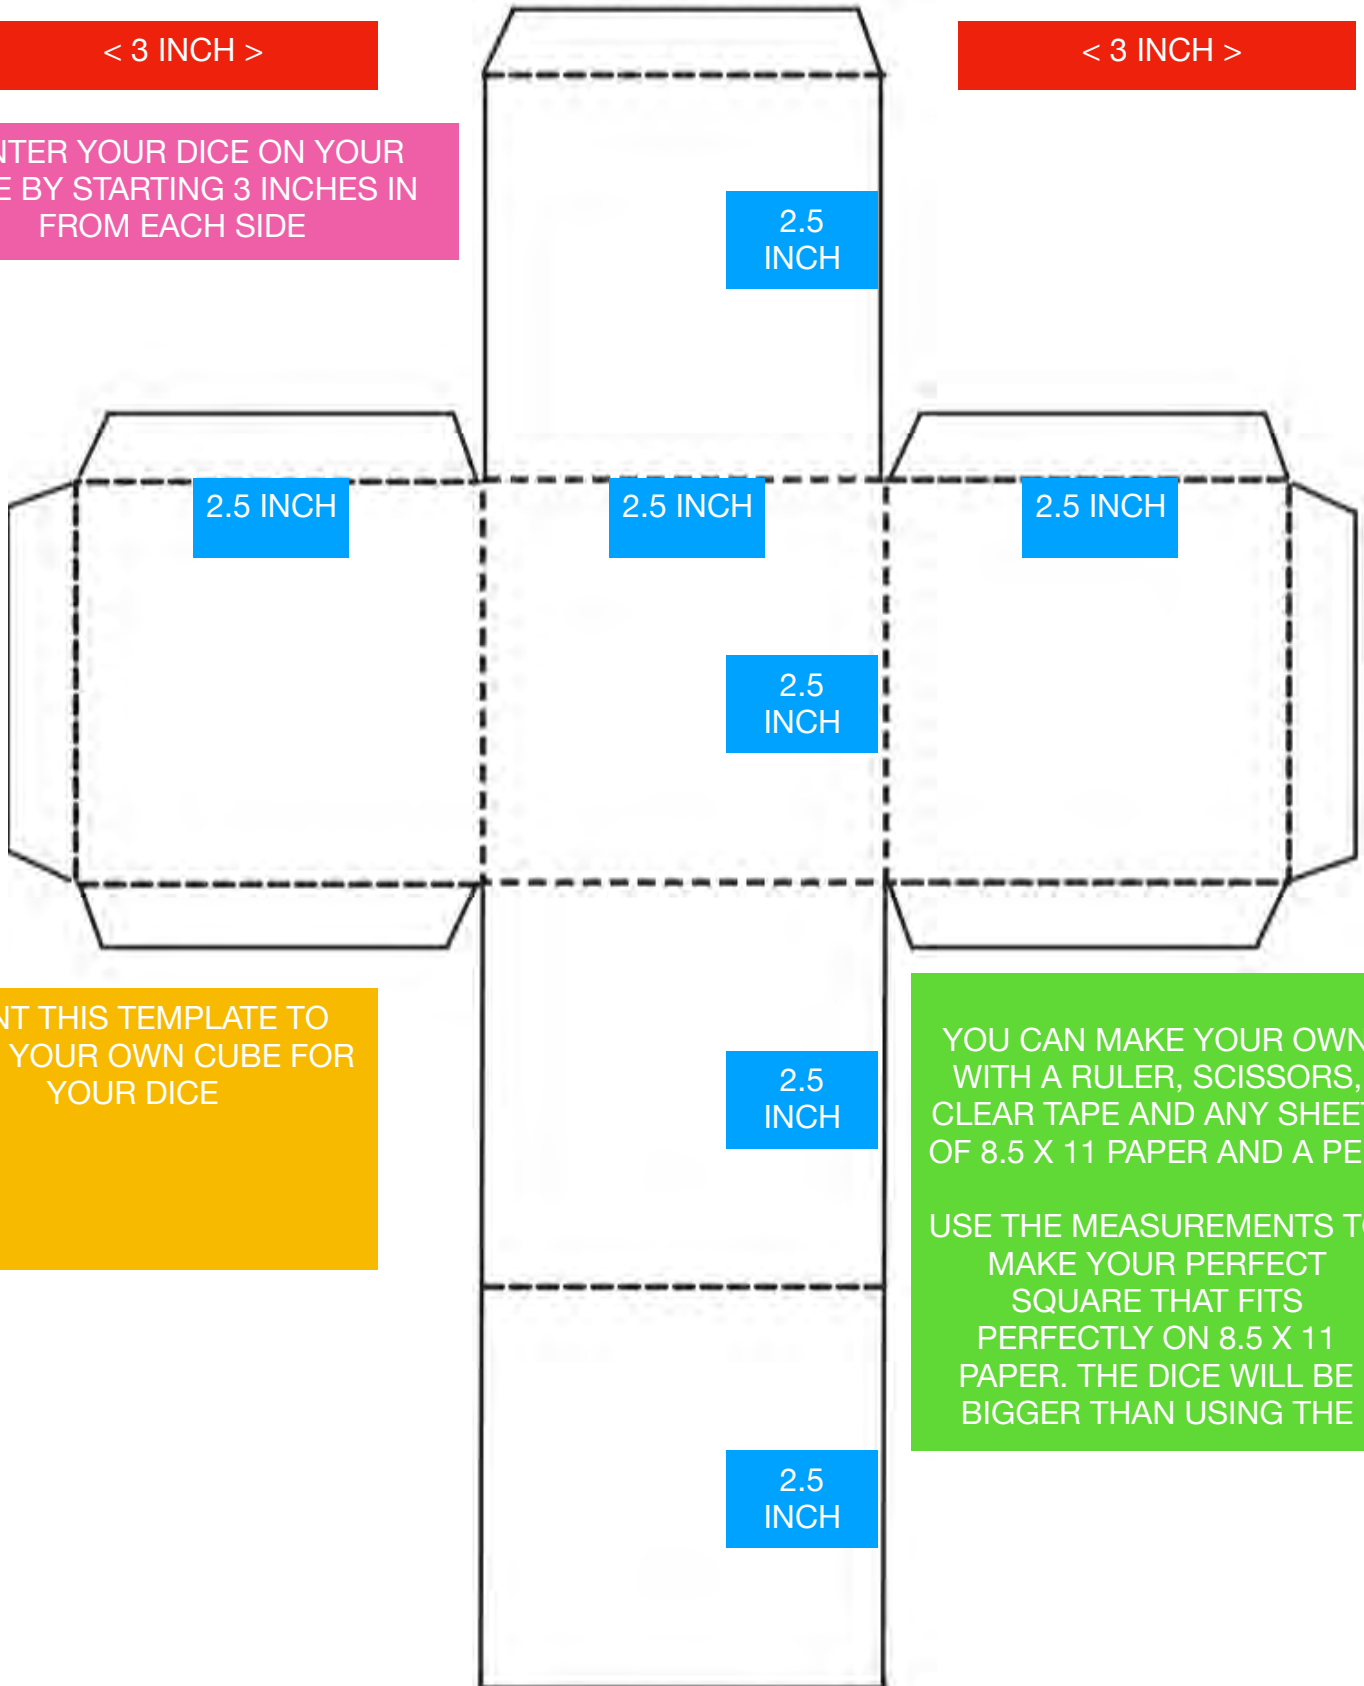 < 3 INCH >
< 3 INCH >
NTER YOUR DICE ON YOUR
E BY STARTING 3 INCHES IN
FROM EACH SIDE
2.5
INCH
2.5 INCH
2.5 INCH
2.5 INCH
2.5
INCH
NT THIS TEMPLATE TO
YOUR OWN CUBE FOR
YOUR DICE
2.5
INCH
YOU CAN MAKE YOUR OWN
WITH A RULER, SCISSORS,
CLEAR TAPE AND ANY SHEET
OF 8.5 X 11 PAPER AND A PE
USE THE MEASUREMENTS TO
MAKE YOUR PERFECT
SQUARE THAT FITS
PERFECTLY ON 8.5 X 11
PAPER. THE DICE WILL BE
BIGGER THAN USING THE
2.5
INCH